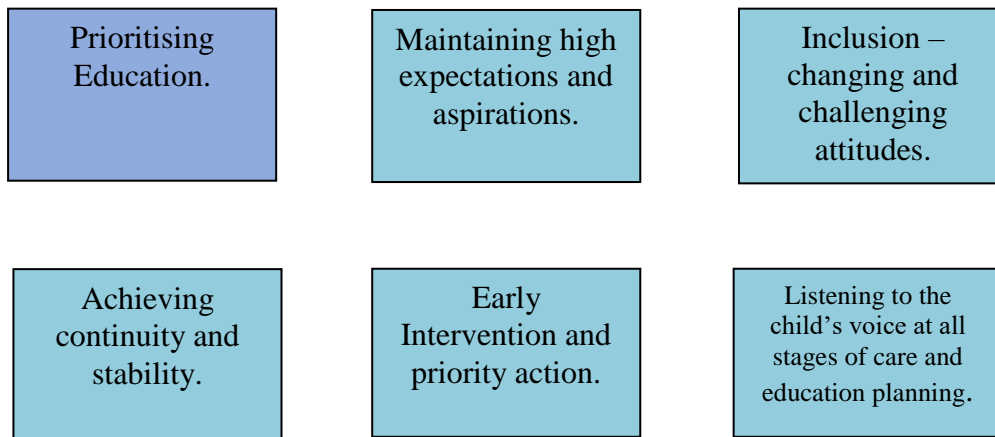 Prioritising
Education.
Maintaining high
expectations and
aspirations.
Inclusion –
changing and
challenging
attitudes.
Achieving
continuity and
stability.
Early
Intervention and
priority action.
Listening to the
child’s voice at all
stages of care and
education planning.